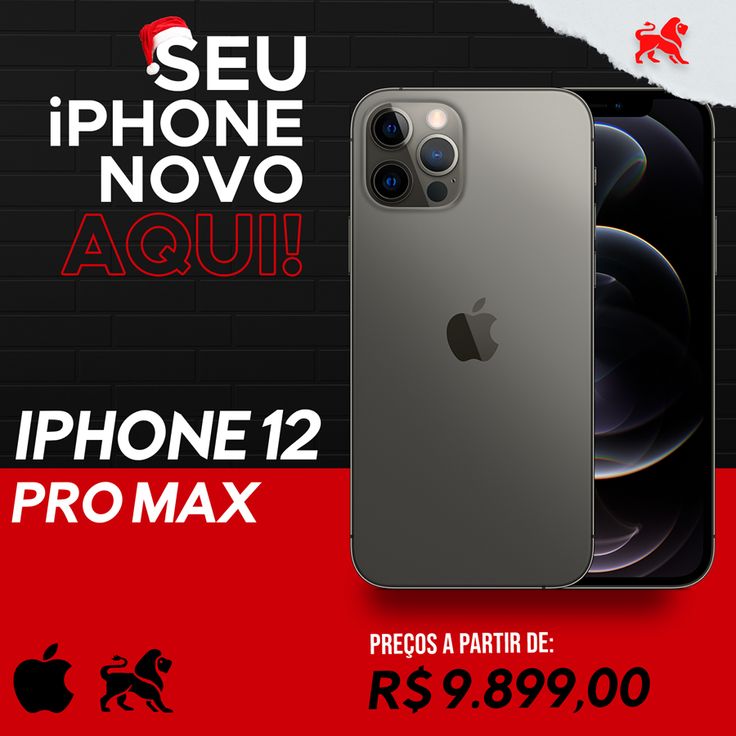 SEU
iPHONE
NOVO
AQUI!
IPHONE 12
PRO MAX
PREÇOS A PARTIR DE:
R$ 9.899,00